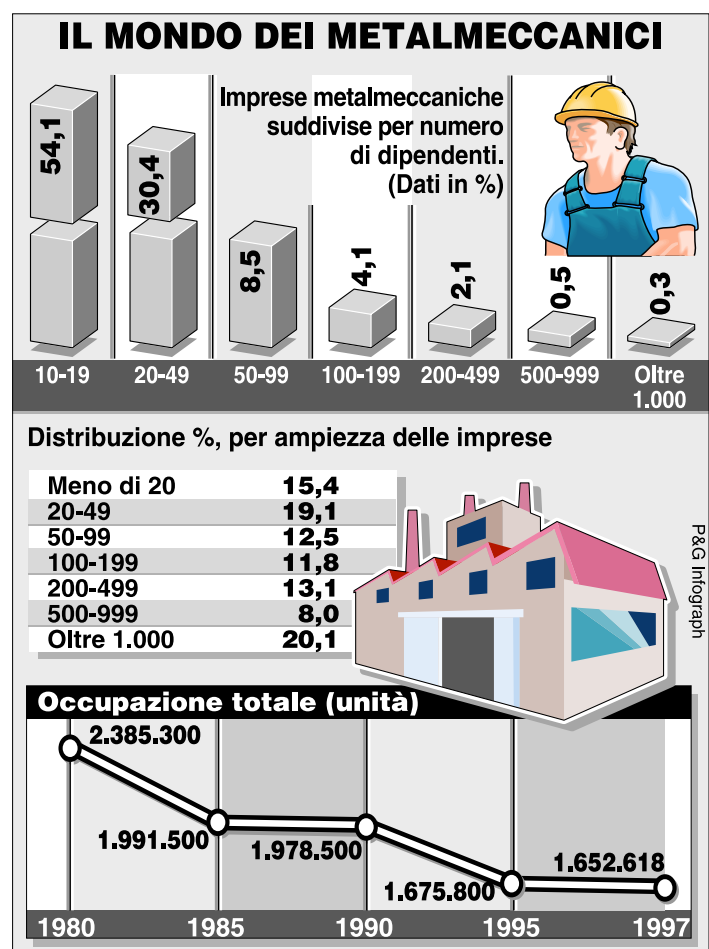 IL MONDO DEI METALMECCANICI
Imprese metalmeccaniche
suddivise per numero
di dipendenti.
(Dati in %)
54,1
30,4
8,5
4,1
2,1
0,5
0,3
10-19
20-49
50-99
100-199
200-499
500-999
Oltre
1.000
Distribuzione %, per ampiezza delle imprese
Meno di 20 15,4
20-49 19,1
50-99 12,5
100-199 11,8
200-499 13,1
500-999 8,0
Oltre 1.000 20,1
P&G Infograph
Occupazione totale (unità)
2.385.300
1.991.500
1.978.500
1.675.800
1.652.618
1980
1985
1990
1995
1997